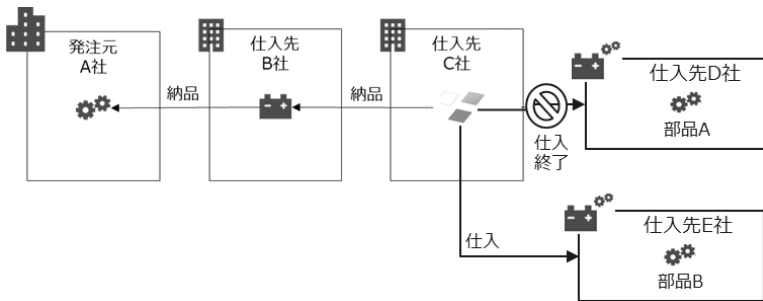 発注元
A社
仕入先
B社
仕入先
C社
納品
納品
仕入
終了
仕入先D社
部品A
仕入
仕入先E社
部品B